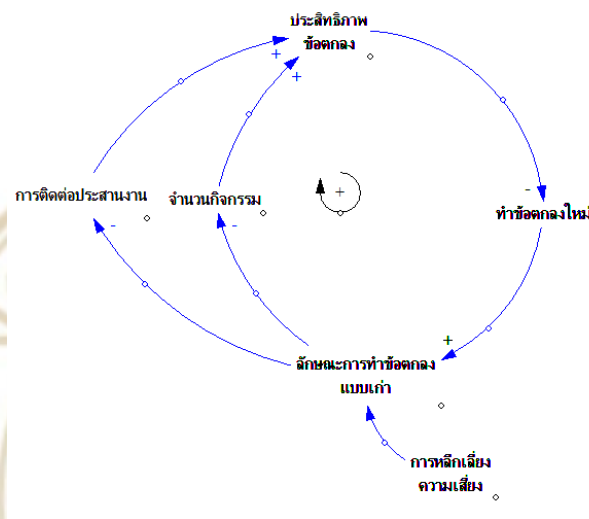 ประสิทธิภาพ
ข้อตกลง
+
+
การติดต่อประสานงาน
จำนวนกิจกรรม
+
-
ทำข้อตกลงใหม่
-
-
+
ลักษณะการทำข้อตกลง
แบบเก่า
การหลีกเลี่ยง
ความเสี่ยง